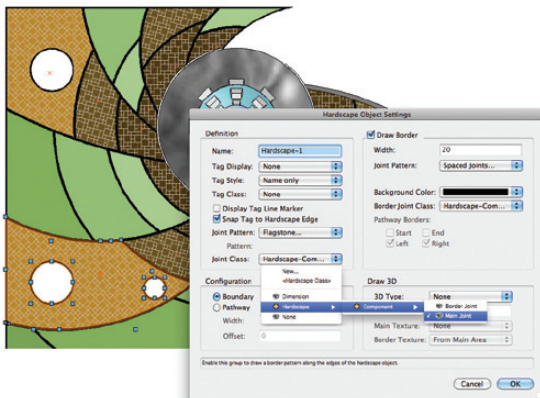 Hardscape Object Settings
Definition
Name: Hardscape-1
Tag Display: None
Tag Style: Name only
Tag Class: None
Display Tag Line Marker
Snap Tag to Hardscape Edge
Joint Pattern: Flagstone...
Pattern:
Joint Class: Hardscape-Com...
New...
<Hardscape Class>
Dimension
Hardscape
None
Component
Border Joint
Main Joint
Draw Border
Width: 20
Joint Pattern: Spaced Joints...
Background Color:
Border Joint Class: Hardscape-Com...
Pathway Borders:
Start End
Left Right
Configuration
Boundary
Pathway
Width:
Offset: 0
Draw 3D
3D Type: None
Main Texture: None
Border Texture: From Main Area
Enable this group to draw a border pattern along the edges of the hardscape object.
Cancel OK